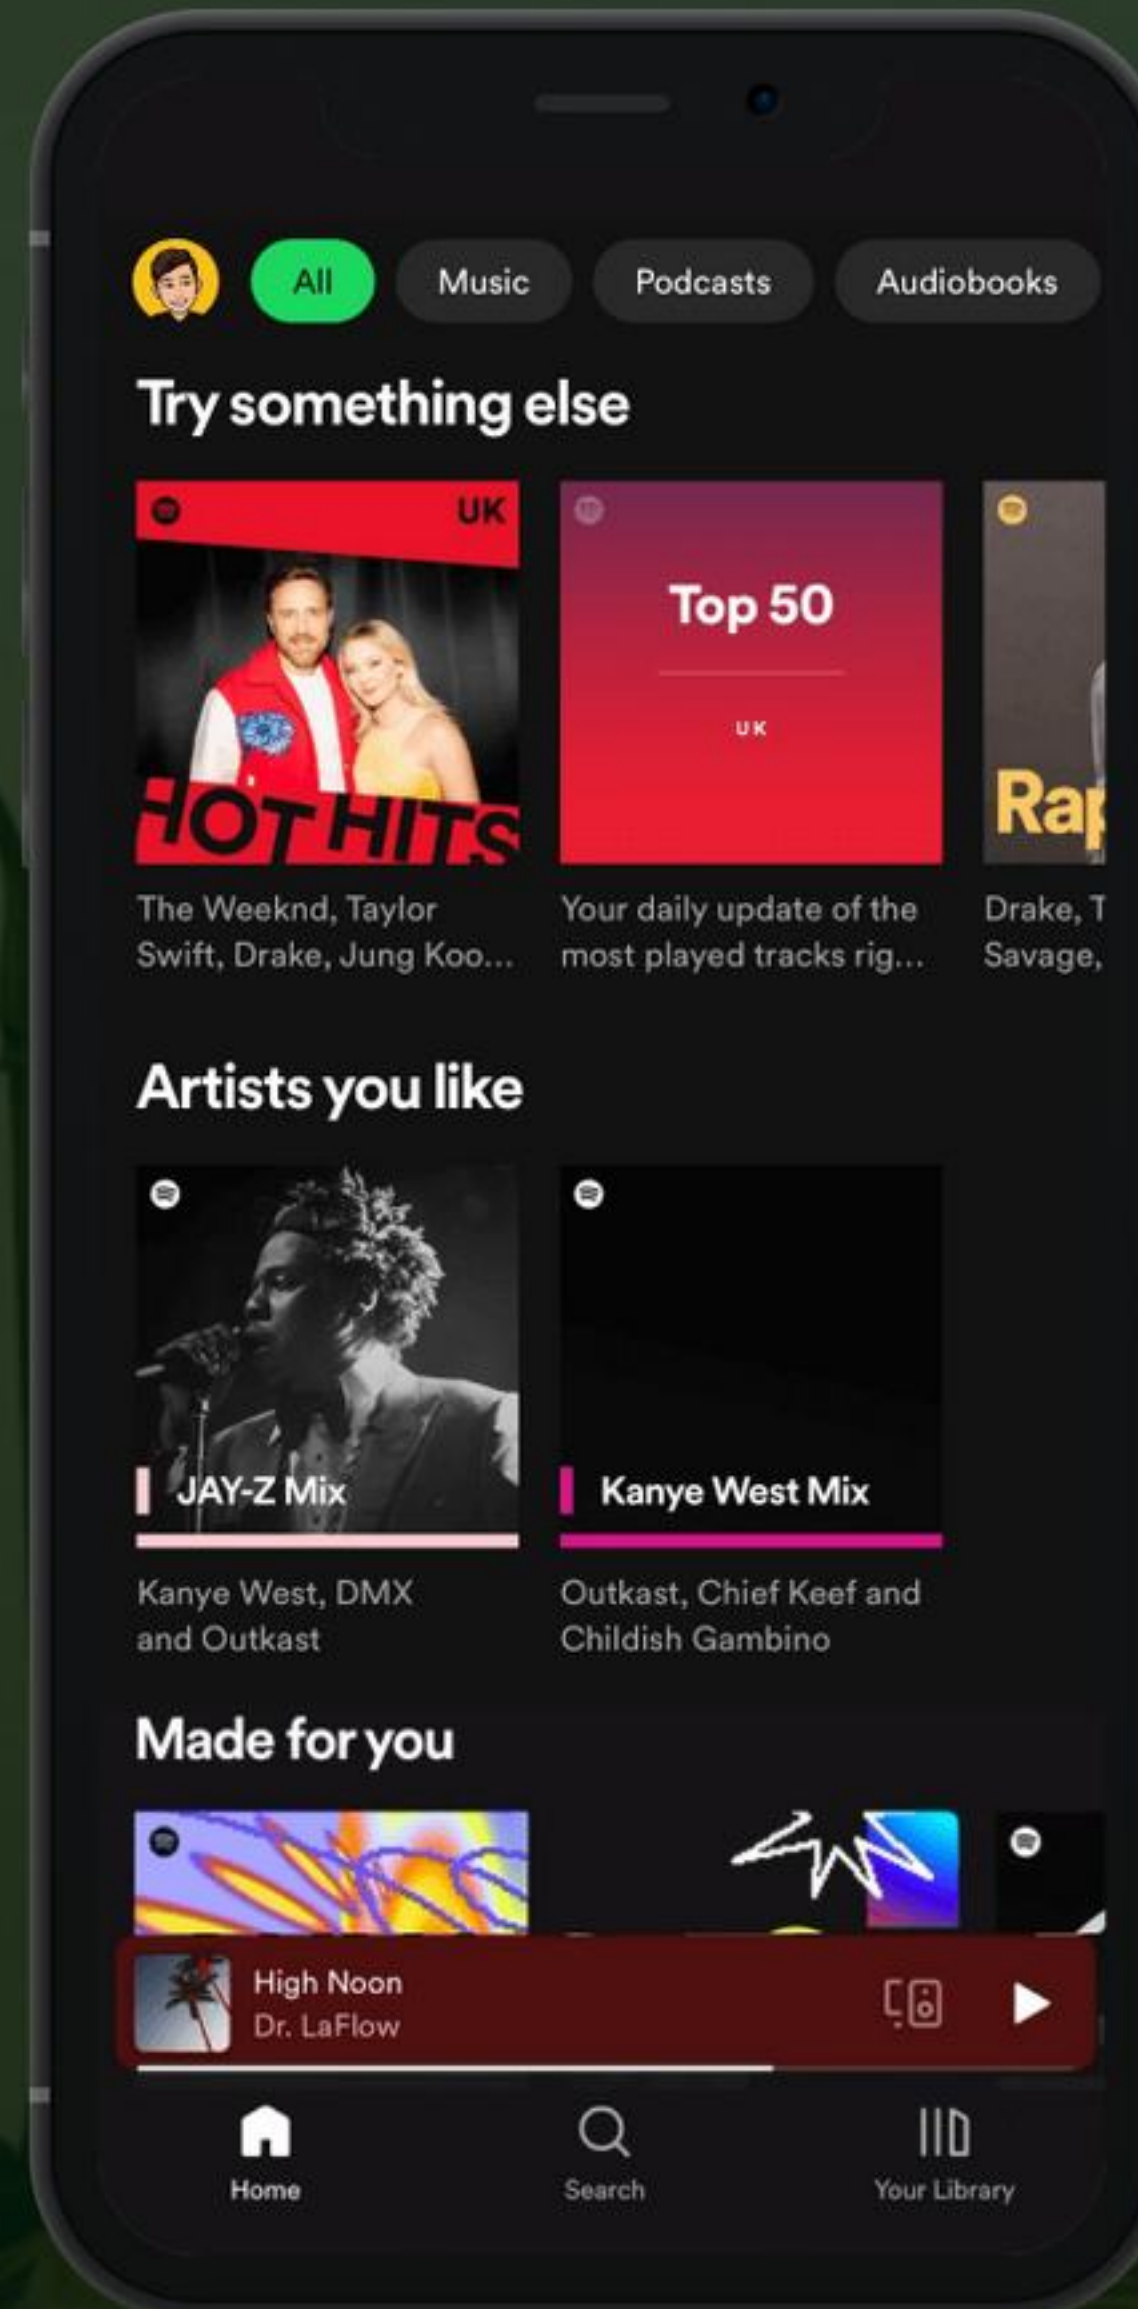 All
Music
Podcasts
Audiobooks
Try something else
UK
HOT HITS
Top 50
UK
Rap
The Weeknd, Taylor
Swift, Drake, Jung Koo...
Your daily update of the
most played tracks rig...
Drake, T
Savage,
Artists you like
JAY-Z Mix
Kanye West Mix
Kanye West, DMX
and Outkast
Outkast, Chief Keef and
Childish Gambino
Made for you
High Noon
Dr. LaFlow
Home
Search
Your Library